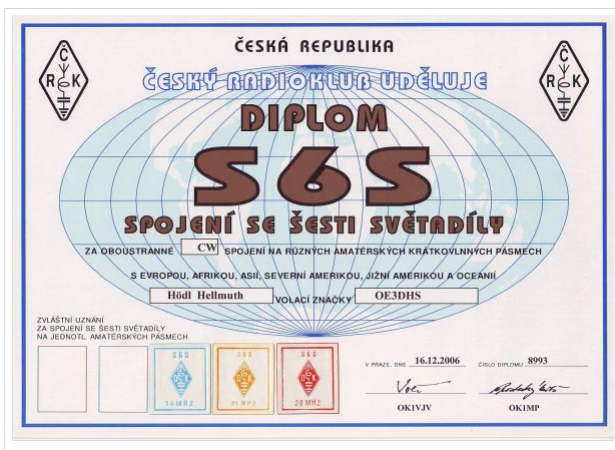 ČESKÁ REPUBLIKA
ČRK
ČRK
ČESKÝ RADIOKLUB UDĚLUJE
DIPLOM
S6S
SPOJENÍ SE ŠESTI SVĚTADÍLY
ZA OBOUSTRANNÉ CW SPOJENÍ NA RŮZNÝCH AMATÉRSKÝCH KRÁTKOVLNNÝCH PÁSMECH
S EVROPOU, AFRIKOU, ASIÍ, SEVERNÍ AMERIKOU, JIŽNÍ AMERIKOU A OCEÁNIÍ
Hödl Hellmuth VOLACÍ ZNAČKY OE3DHS
ZVLÁŠTNÍ UZNÁNÍ
ZA SPOJENÍ SE ŠESTI SVĚTADÍLY
NA JEDNOTL. AMATÉRSKÝCH PÁSMECH
S6S S6S S6S
14 MHZ 21 MHZ 28 MHZ
V PRAZE, DNE 16.12.2006 ČÍSLO DIPLOMU 8993
OK1VJV OK1MP